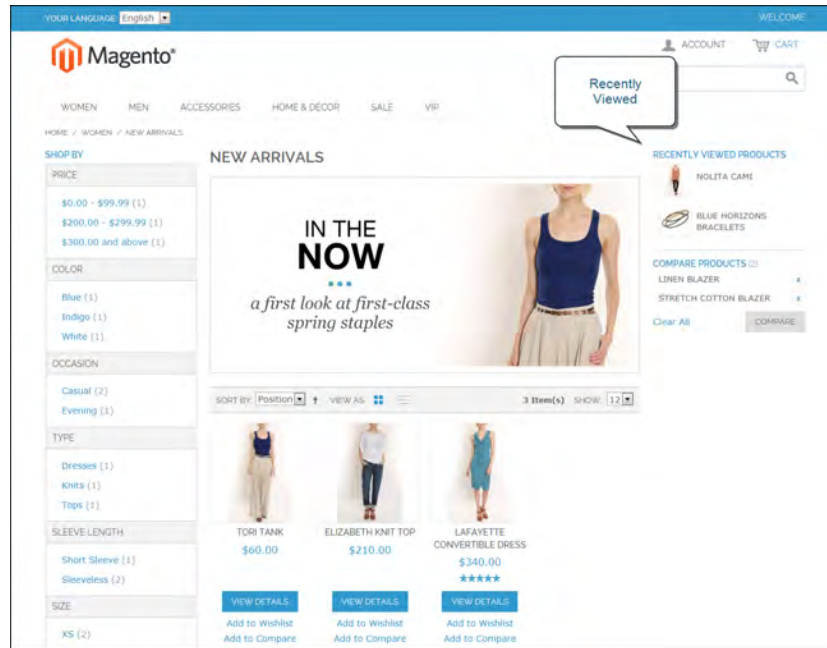 YOUR LANGUAGE English
WELCOME
Magento®
ACCOUNT
CART
Recently
Viewed
WOMEN MEN ACCESSORIES HOME & DECOR SALE VIP
HOME / WOMEN / NEW ARRIVALS
SHOP BY
PRICE
$0.00 - $99.99 (1)
$200.00 - $299.99 (1)
$300.00 and above (1)
COLOR
Blue (1)
Indigo (1)
White (1)
OCCASION
Casual (2)
Evening (1)
TYPE
Dresses (1)
Knits (1)
Tops (1)
SLEEVE LENGTH
Short Sleeve (1)
Sleeveless (2)
SIZE
XS (2)
NEW ARRIVALS
IN THE
NOW
a first look at first-class
spring staples
SORT BY: Position VIEW AS: 3 Item(s) SHOW: 12
TORI TANK
$60.00
VIEW DETAILS
Add to Wishlist
Add to Compare
ELIZABETH KNIT TOP
$210.00
VIEW DETAILS
Add to Wishlist
Add to Compare
LAFAYETTE
CONVERTIBLE DRESS
$340.00
VIEW DETAILS
Add to Wishlist
Add to Compare
RECENTLY VIEWED PRODUCTS
NOLITA CAMI
BLUE HORIZONS
BRACELETS
COMPARE PRODUCTS (2)
LINEN BLAZER x
STRETCH COTTON BLAZER x
Clear All COMPARE